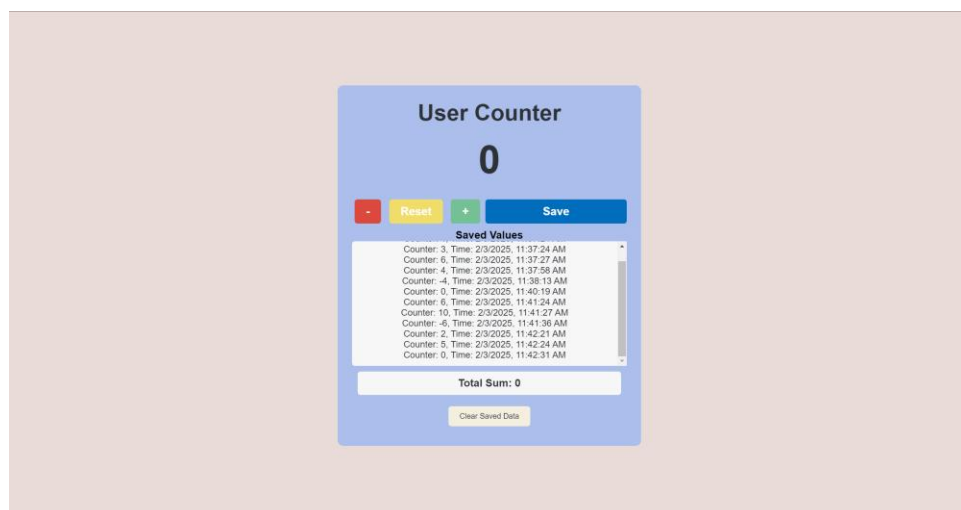 User Counter
0
- Reset + Save
Saved Values
Counter: 3, Time: 2/3/2025, 11:37:24 AM
Counter: 6, Time: 2/3/2025, 11:37:27 AM
Counter: 4, Time: 2/3/2025, 11:37:58 AM
Counter: -4, Time: 2/3/2025, 11:38:13 AM
Counter: 0, Time: 2/3/2025, 11:40:19 AM
Counter: 6, Time: 2/3/2025, 11:41:24 AM
Counter: 10, Time: 2/3/2025, 11:41:27 AM
Counter: -6, Time: 2/3/2025, 11:41:36 AM
Counter: 2, Time: 2/3/2025, 11:42:21 AM
Counter: 5, Time: 2/3/2025, 11:42:24 AM
Counter: 0, Time: 2/3/2025, 11:42:31 AM
Total Sum: 0
Clear Saved Data